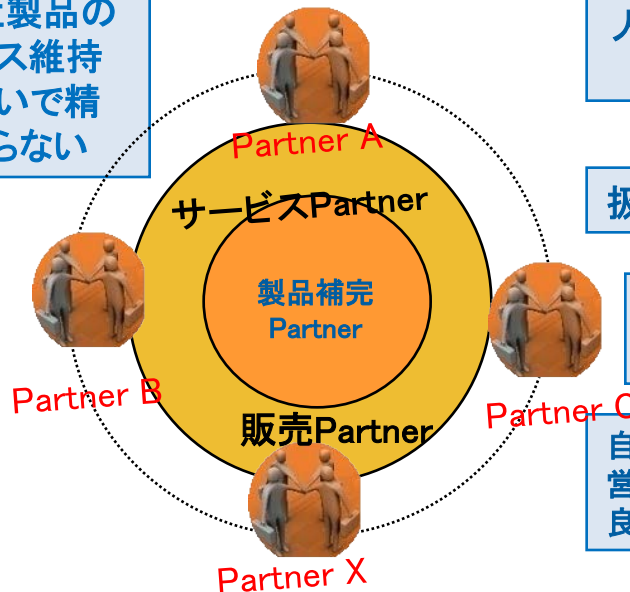 製品の
ス維持
いで精
らない
人
扱
Partner A
サービスPartner
製品補完
Partner
Partner B
Partner C
販売Partner
自
営
良
Partner X